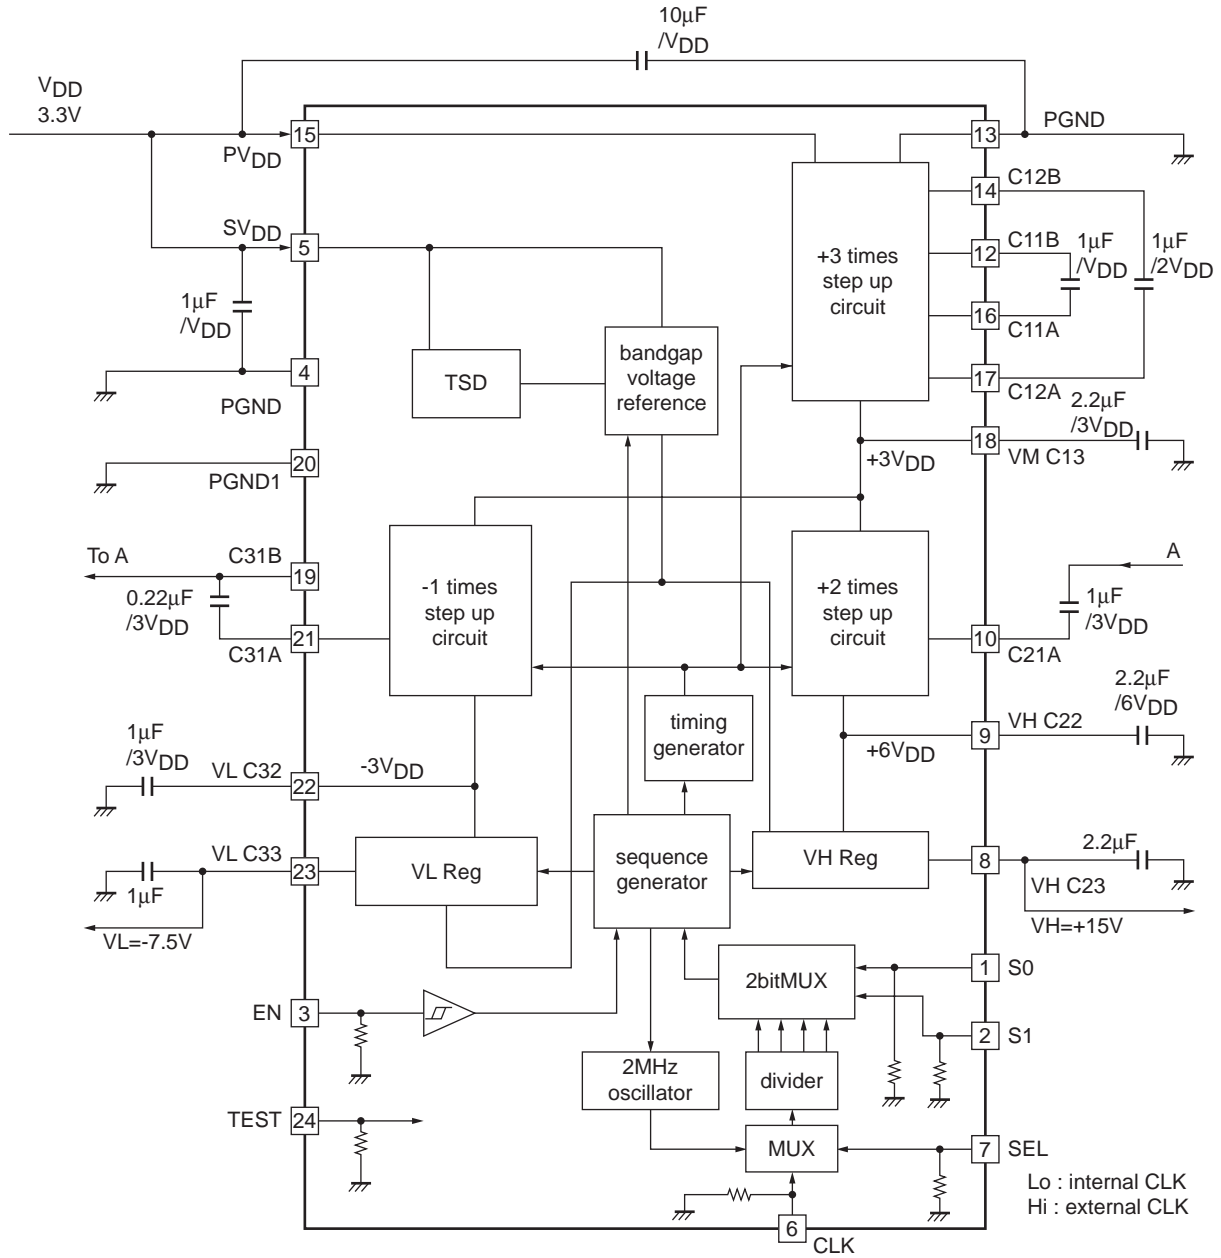 10μF
/VDD
VDD
3.3V
15
PVDD
13
PGND
14
C12B
SVDD
5
+3 times
step up
circuit
12
C11B
1μF
/VDD
1μF
/2VDD
1μF
/VDD
16
C11A
bandgap
voltage
reference
TSD
4
PGND
17
C12A
2.2μF
/3VDD
18
VM C13
+3VDD
20
PGND1
To A
C31B
19
A
-1 times
step up
circuit
+2 times
step up
circuit
0.22μF
/3VDD
21
C31A
1μF
/3VDD
10
C21A
2.2μF
/6VDD
timing
generator
9
VH C22
+6VDD
1μF
/3VDD
VL C32
22
-3VDD
VL C33
23
VL Reg
sequence
generator
VH Reg
8
2.2μF
VH C23
1μF
VL=-7.5V
VH=+15V
2bitMUX
1
S0
EN
3
2
S1
2MHz
oscillator
divider
TEST
24
MUX
7
SEL
Lo : internal CLK
Hi : external CLK
6
CLK